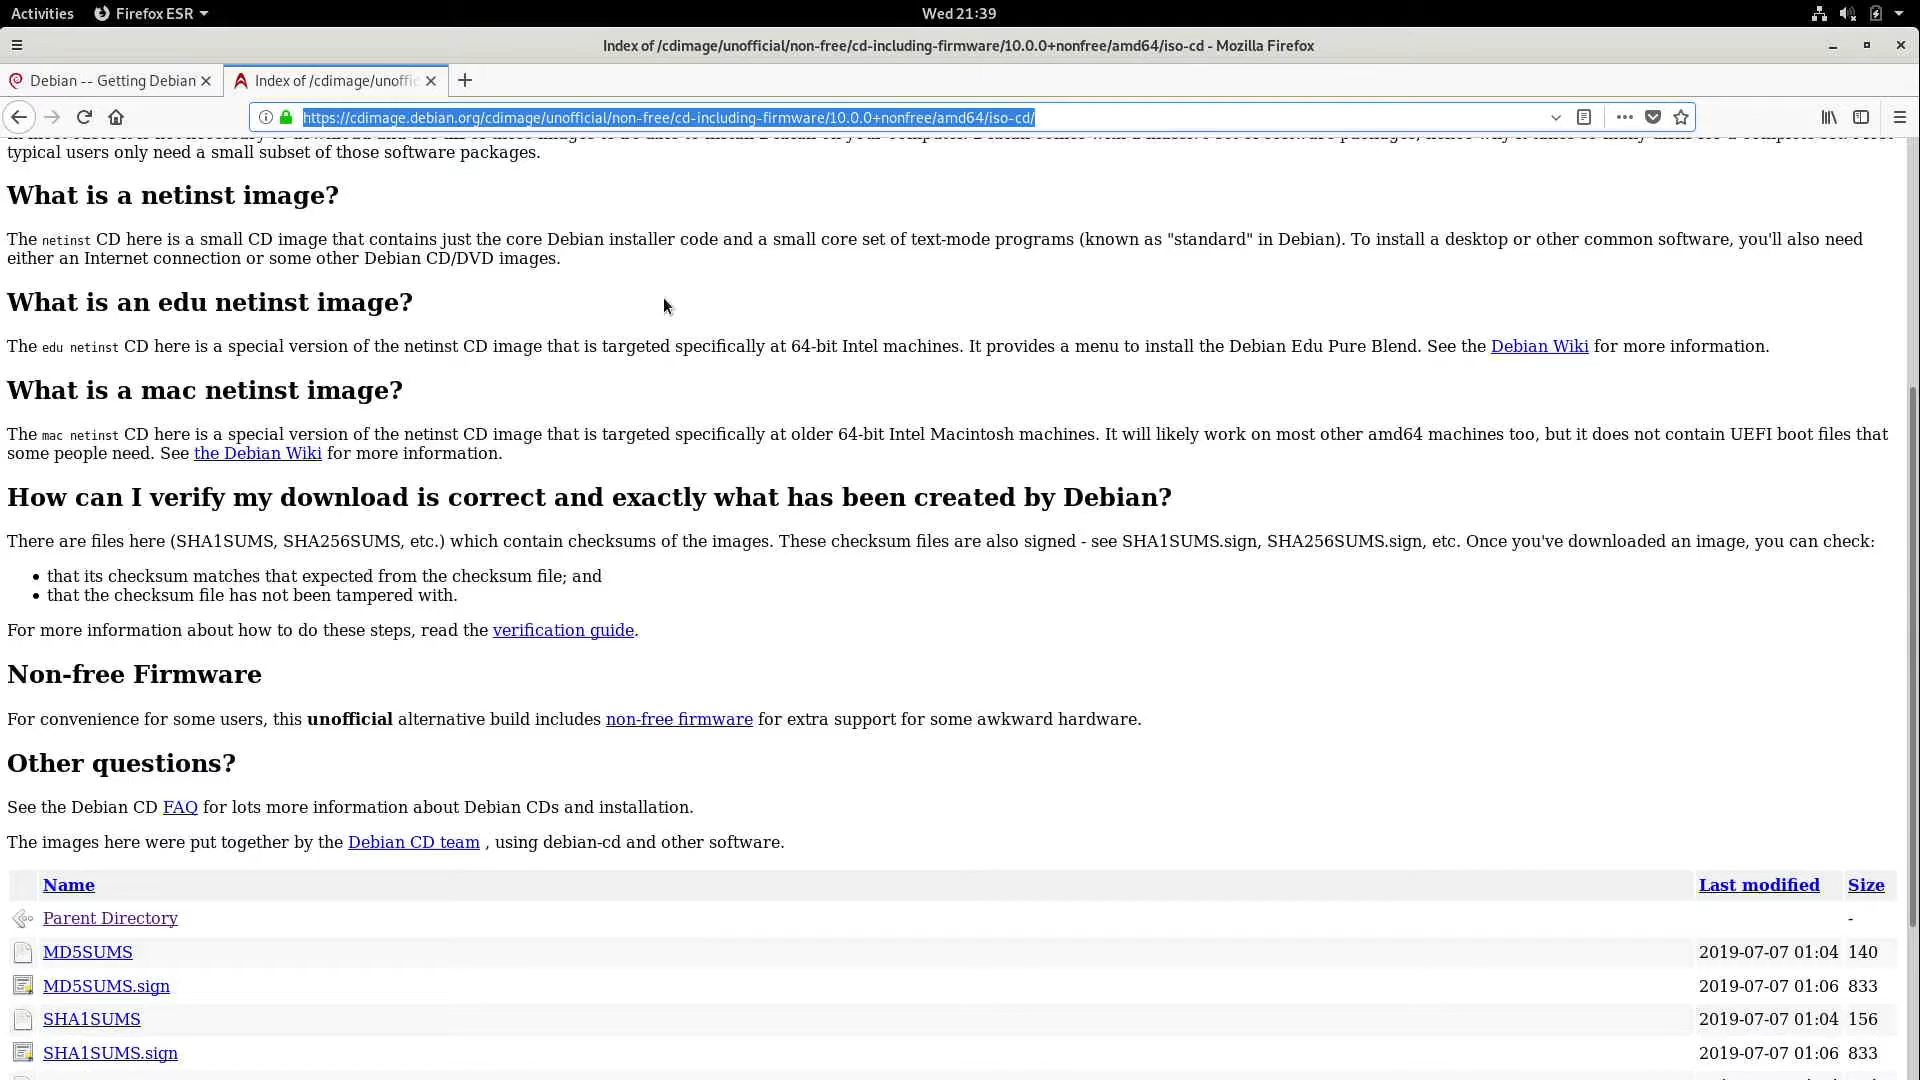 Activities Firefox ESR Wed 21:39
Index of /cdimage/unofficial/non-free/cd-including-firmware/10.0.0+nonfree/amd64/iso-cd - Mozilla Firefox
Debian -- Getting Debian Index of /cdimage/unoffic
https://cdimage.debian.org/cdimage/unofficial/non-free/cd-including-firmware/10.0.0+nonfree/amd64/iso-cd/
typical users only need a small subset of those software packages.
What is a netinst image?
The netinst CD here is a small CD image that contains just the core Debian installer code and a small core set of text-mode programs (known as "standard" in Debian). To install a desktop or other common software, you'll also need
either an Internet connection or some other Debian CD/DVD images.
What is an edu netinst image?
The edu netinst CD here is a special version of the netinst CD image that is targeted specifically at 64-bit Intel machines. It provides a menu to install the Debian Edu Pure Blend. See the Debian Wiki for more information.
What is a mac netinst image?
The mac netinst CD here is a special version of the netinst CD image that is targeted specifically at older 64-bit Intel Macintosh machines. It will likely work on most other amd64 machines too, but it does not contain UEFI boot files that
some people need. See the Debian Wiki for more information.
How can I verify my download is correct and exactly what has been created by Debian?
There are files here (SHA1SUMS, SHA256SUMS, etc.) which contain checksums of the images. These checksum files are also signed - see SHA1SUMS.sign, SHA256SUMS.sign, etc. Once you've downloaded an image, you can check:
• that its checksum matches that expected from the checksum file; and
• that the checksum file has not been tampered with.
For more information about how to do these steps, read the verification guide.
Non-free Firmware
For convenience for some users, this unofficial alternative build includes non-free firmware for extra support for some awkward hardware.
Other questions?
See the Debian CD FAQ for lots more information about Debian CDs and installation.
The images here were put together by the Debian CD team , using debian-cd and other software.
Name Last modified Size
Parent Directory -
MD5SUMS 2019-07-07 01:04 140
MD5SUMS.sign 2019-07-07 01:06 833
SHA1SUMS 2019-07-07 01:04 156
SHA1SUMS.sign 2019-07-07 01:06 833